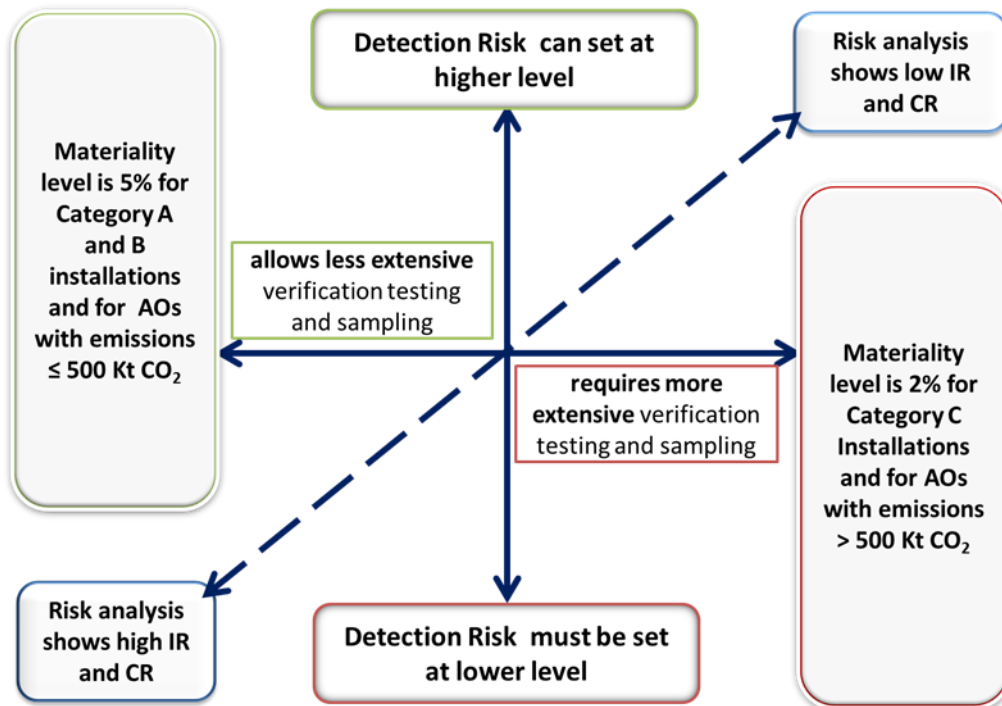 Detection Risk can set at
higher level
Risk analysis
shows low IR
and CR
Materiality
level is 5% for
Category A
and B
installations
and for AOs
with emissions
≤ 500 Kt CO₂
allows less extensive
verification testing
and sampling
requires more
extensive verification
testing and sampling
Materiality
level is 2% for
Category C
Installations
and for AOs
with emissions
> 500 Kt CO₂
Risk analysis
shows high IR
and CR
Detection Risk must be set
at lower level